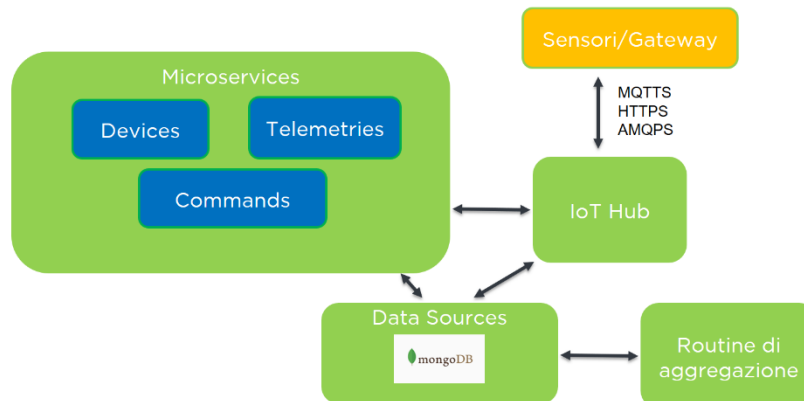 Sensori/Gateway
Microservices
MQTTS
HTTPS
AMQPS
Devices
Telemetries
Commands
IoT Hub
Data Sources
mongoDB
Routine di
aggregazione